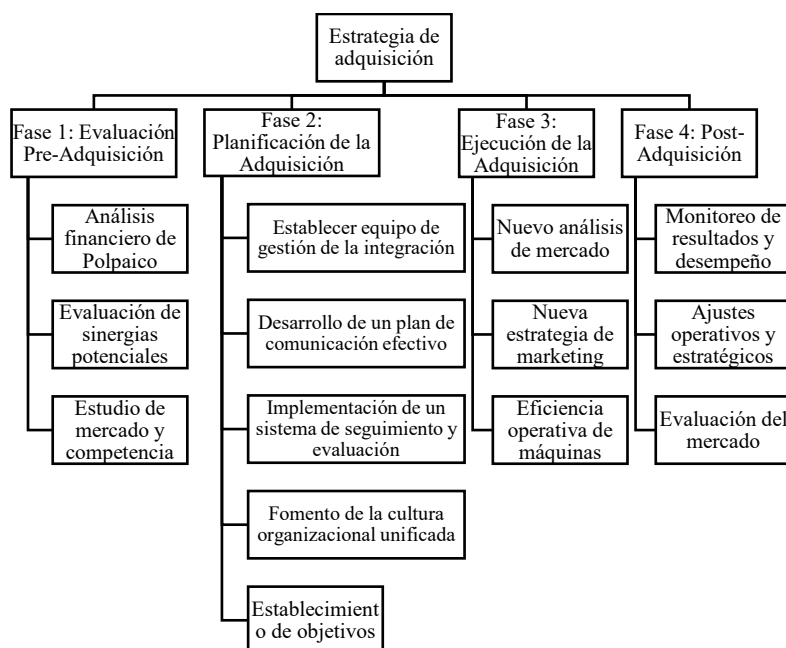 Estrategia de
adquisición
Fase 1: Evaluación
Pre-Adquisición
Análisis
financiero de
Polpaico
Evaluación de
sinergias
potenciales
Estudio de
mercado y
competencia
Fase 2:
Planificación de la
Adquisición
Establecer equipo de
gestión de la integración
Desarrollo de un plan de
comunicación efectivo
Implementación de un
sistema de seguimiento y
evaluación
Fomento de la cultura
organizacional unificada
Establecimient
o de objetivos
Fase 3:
Ejecución de la
Adquisición
Nuevo análisis
de mercado
Nueva
estrategia de
marketing
Eficiencia
operativa de
máquinas
Fase 4: Post-
Adquisición
Monitoreo de
resultados y
desempeño
Ajustes
operativos y
estratégicos
Evaluación del
mercado